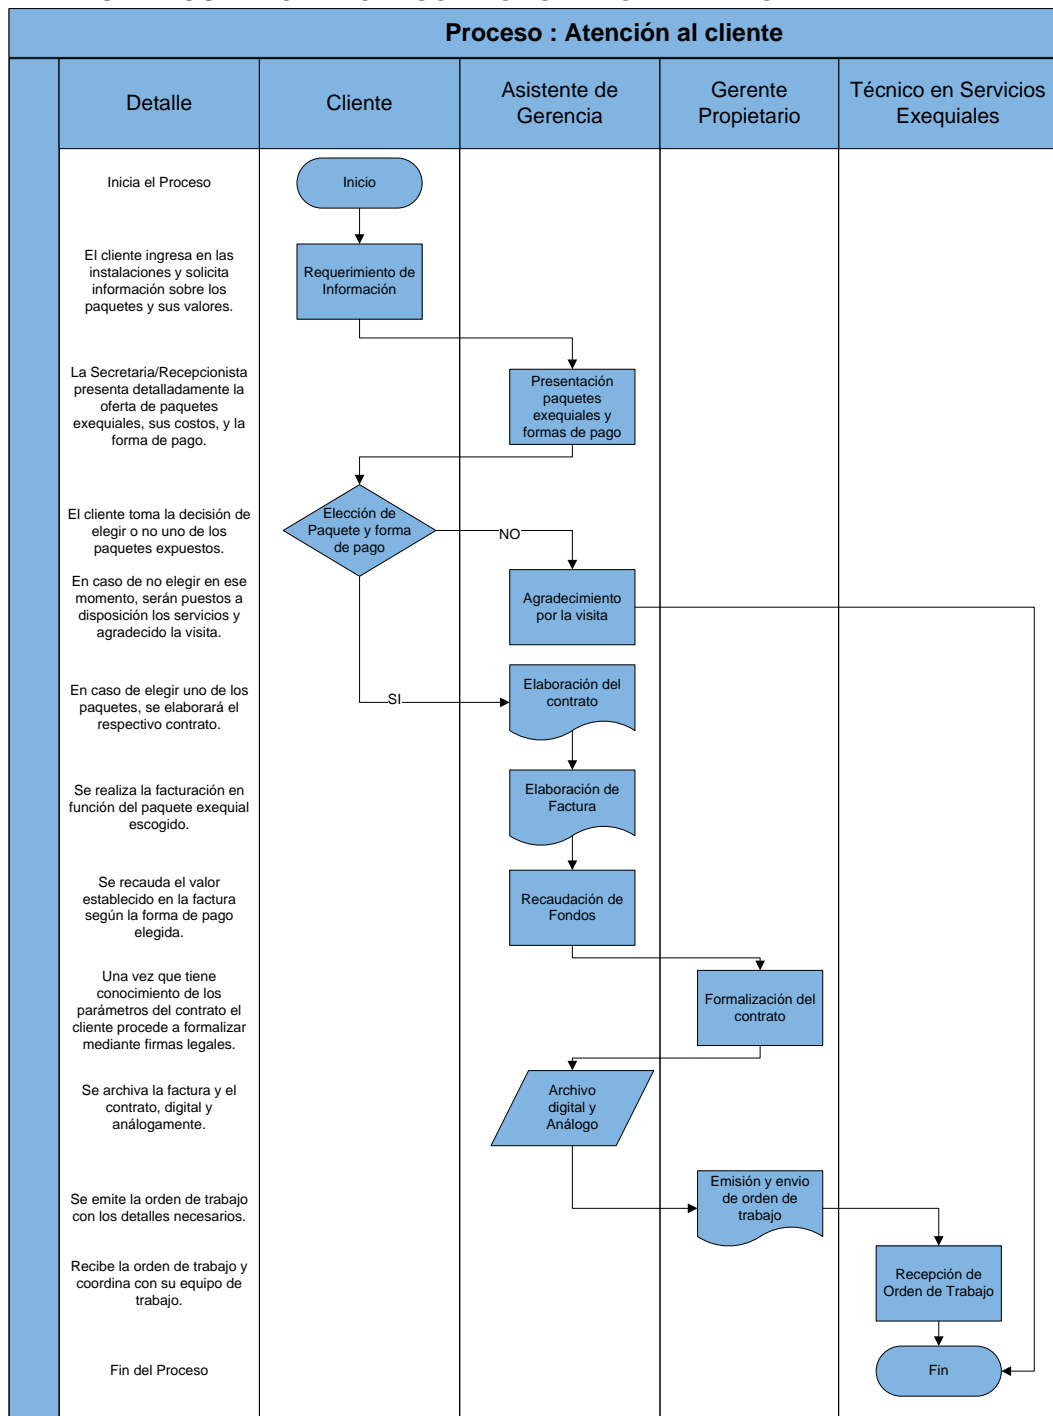 Proceso : Atención al cliente
Detalle
Cliente
Asistente de
Gerencia
Gerente
Propietario
Técnico en Servicios
Exequiales
Inicia el Proceso
Inicio
El cliente ingresa en las
instalaciones y solicita
información sobre los
paquetes y sus valores.
Requerimiento de
Información
La Secretaria/Recepcionista
presenta detalladamente la
oferta de paquetes
exequiales, sus costos, y la
forma de pago.
Presentación
paquetes
exequiales y
formas de pago
El cliente toma la decisión de
elegir o no uno de los
paquetes expuestos.
Elección de
Paquete y forma
de pago
NO
En caso de no elegir en ese
momento, serán puestos a
disposición los servicios y
agradecido la visita.
Agradecimiento
por la visita
En caso de elegir uno de los
paquetes, se elaborará el
respectivo contrato.
SI
Elaboración del
contrato
Se realiza la facturación en
función del paquete exequial
escogido.
Elaboración de
Factura
Se recauda el valor
establecido en la factura
según la forma de pago
elegida.
Recaudación de
Fondos
Una vez que tiene
conocimiento de los
parámetros del contrato el
cliente procede a formalizar
mediante firmas legales.
Formalización del
contrato
Se archiva la factura y el
contrato, digital y
análogamente.
Archivo
digital y
Análogo
Se emite la orden de trabajo
con los detalles necesarios.
Emisión y envio
de orden de
trabajo
Recibe la orden de trabajo y
coordina con su equipo de
trabajo.
Recepción de
Orden de Trabajo
Fin del Proceso
Fin